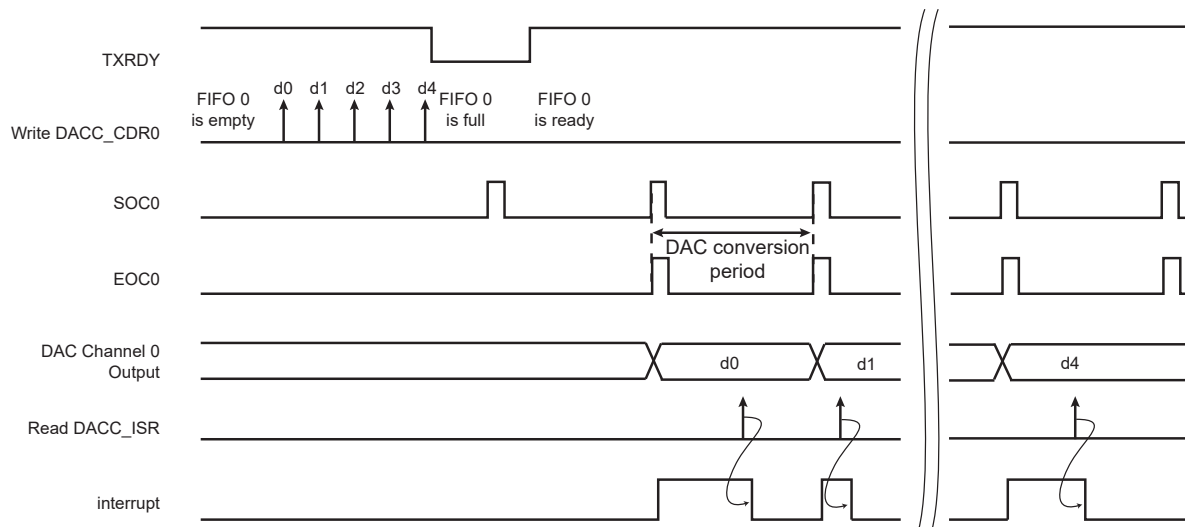 TXRDY
d0 d1 d2 d3 d4
FIFO 0
is empty
FIFO 0
is full
FIFO 0
is ready
Write DACC_CDR0
SOC0
DAC conversion
period
EOC0
DAC Channel 0
Output
d0
d1
d4
Read DACC_ISR
interrupt